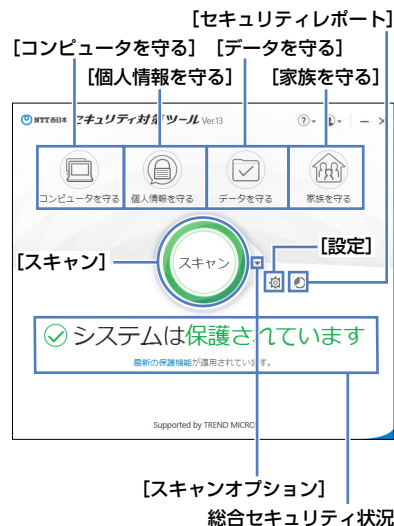 [セキュリティレポート]
[コンピュータを守る] [データを守る]
[個人情報を守る] [家族を守る]
NTT西日本 セキュリティ対策ツール Ver.13
コンピュータを守る 個人情報を守る データを守る 家族を守る
[スキャン] スキャン [設定]
システムは保護されています
最新の保護機能が適用されています。
Supported by TREND MICRO
[スキャンオプション]
総合セキュリティ状況